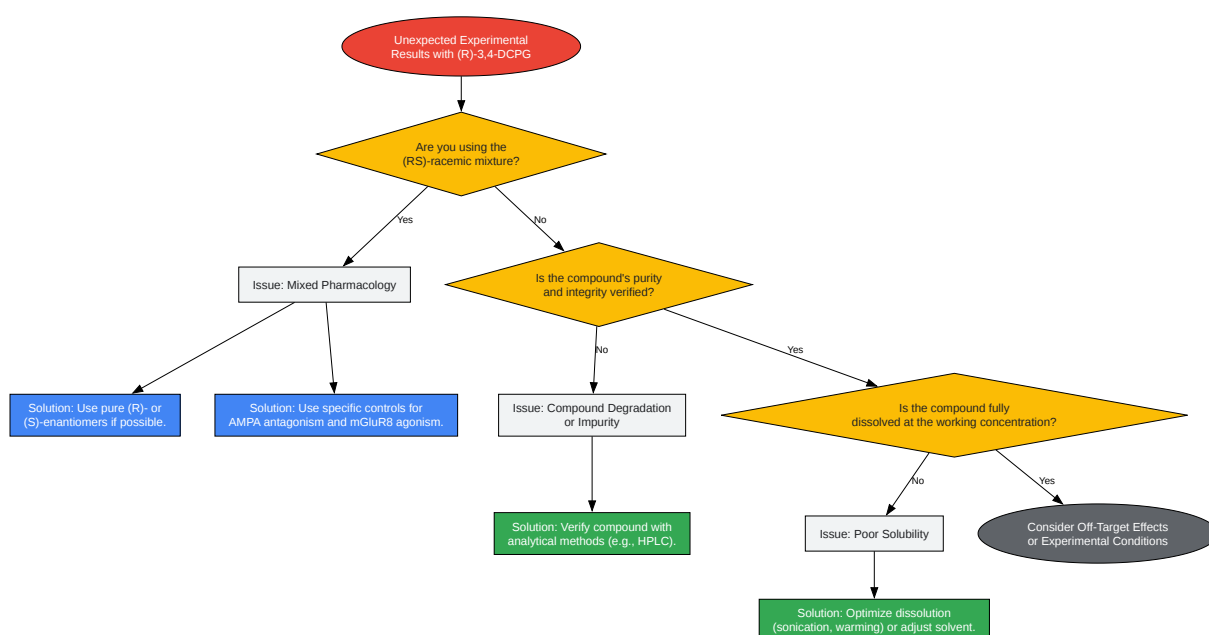 Unexpected Experimental
Results with (R)-3,4-DCPG
Are you using the
(RS)-racemic mixture?
Yes
No
Issue: Mixed Pharmacology
Is the compound's purity
and integrity verified?
No
Yes
Solution: Use pure (R)- or
(S)-enantiomers if possible.
Solution: Use specific controls for
AMPA antagonism and mGluR8 agonism.
Issue: Compound Degradation
or Impurity
Is the compound fully
dissolved at the working concentration?
No
Yes
Solution: Verify compound with
analytical methods (e.g., HPLC).
Issue: Poor Solubility
Consider Off-Target Effects
or Experimental Conditions
Solution: Optimize dissolution
(sonication, warming) or adjust solvent.